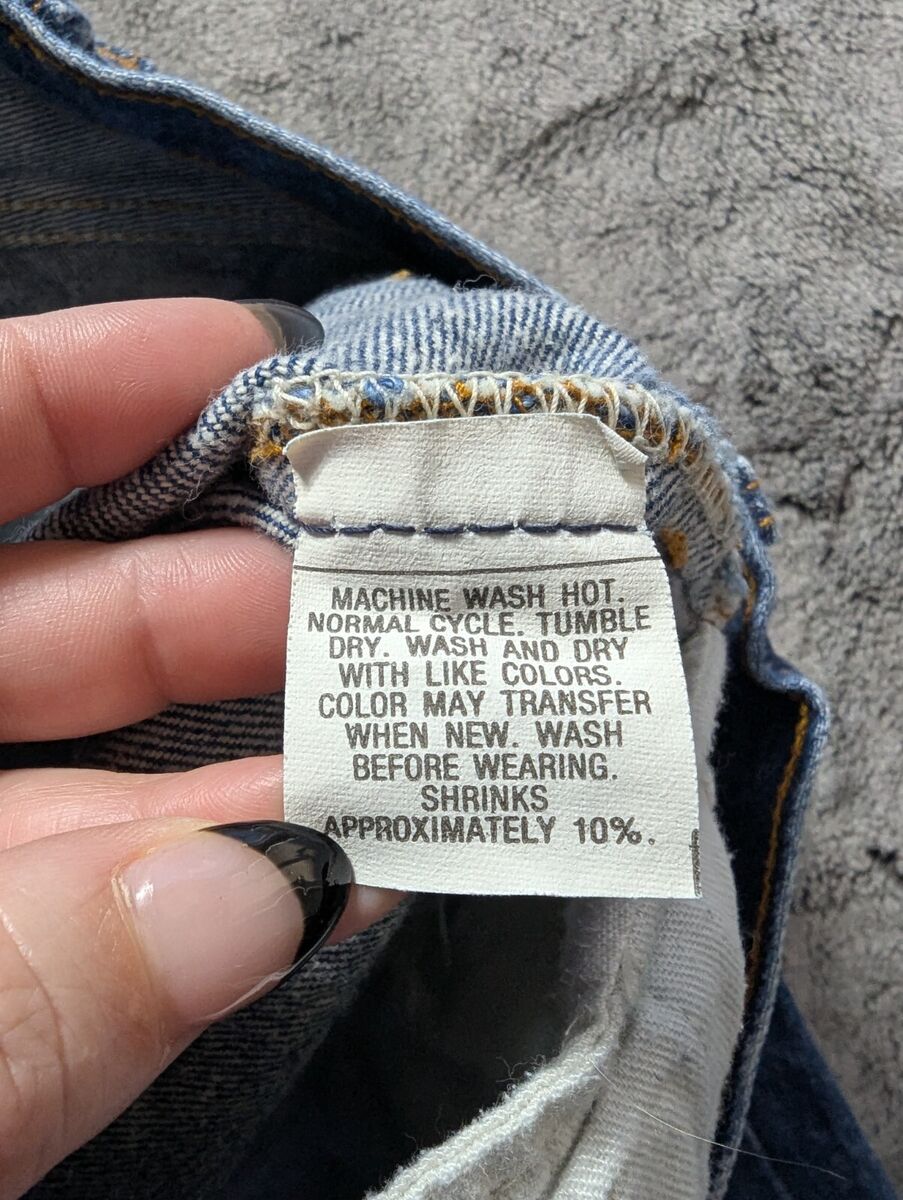 MACHINE WASH HOT.
NORMAL CYCLE. TUMBLE
DRY. WASH AND DRY
WITH LIKE COLORS.
COLOR MAY TRANSFER
WHEN NEW. WASH
BEFORE WEARING.
SHRINKS
APPROXIMATELY 10%.